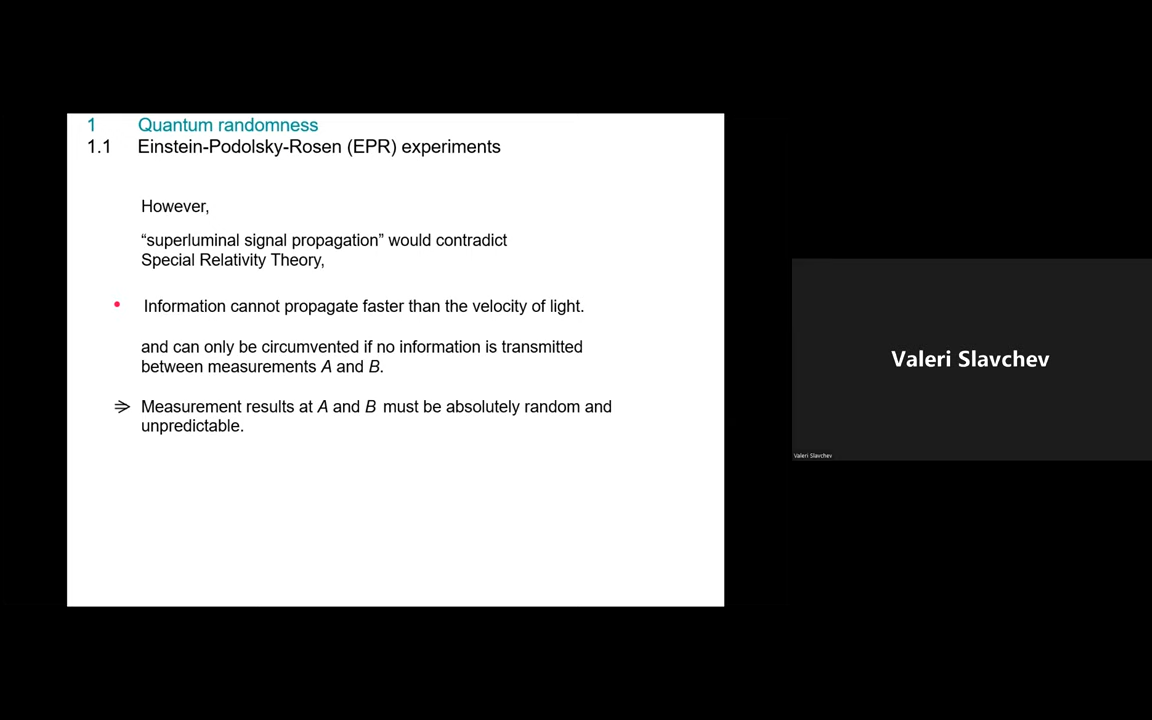 1 Quantum randomness
1.1 Einstein-Podolsky-Rosen (EPR) experiments
However,
“superluminal signal propagation” would contradict
Special Relativity Theory,
• Information cannot propagate faster than the velocity of light.
and can only be circumvented if no information is transmitted
between measurements A and B.
⪢ Measurement results at A and B must be absolutely random and
unpredictable.
Valeri Slavchev
Valeri Slavchev